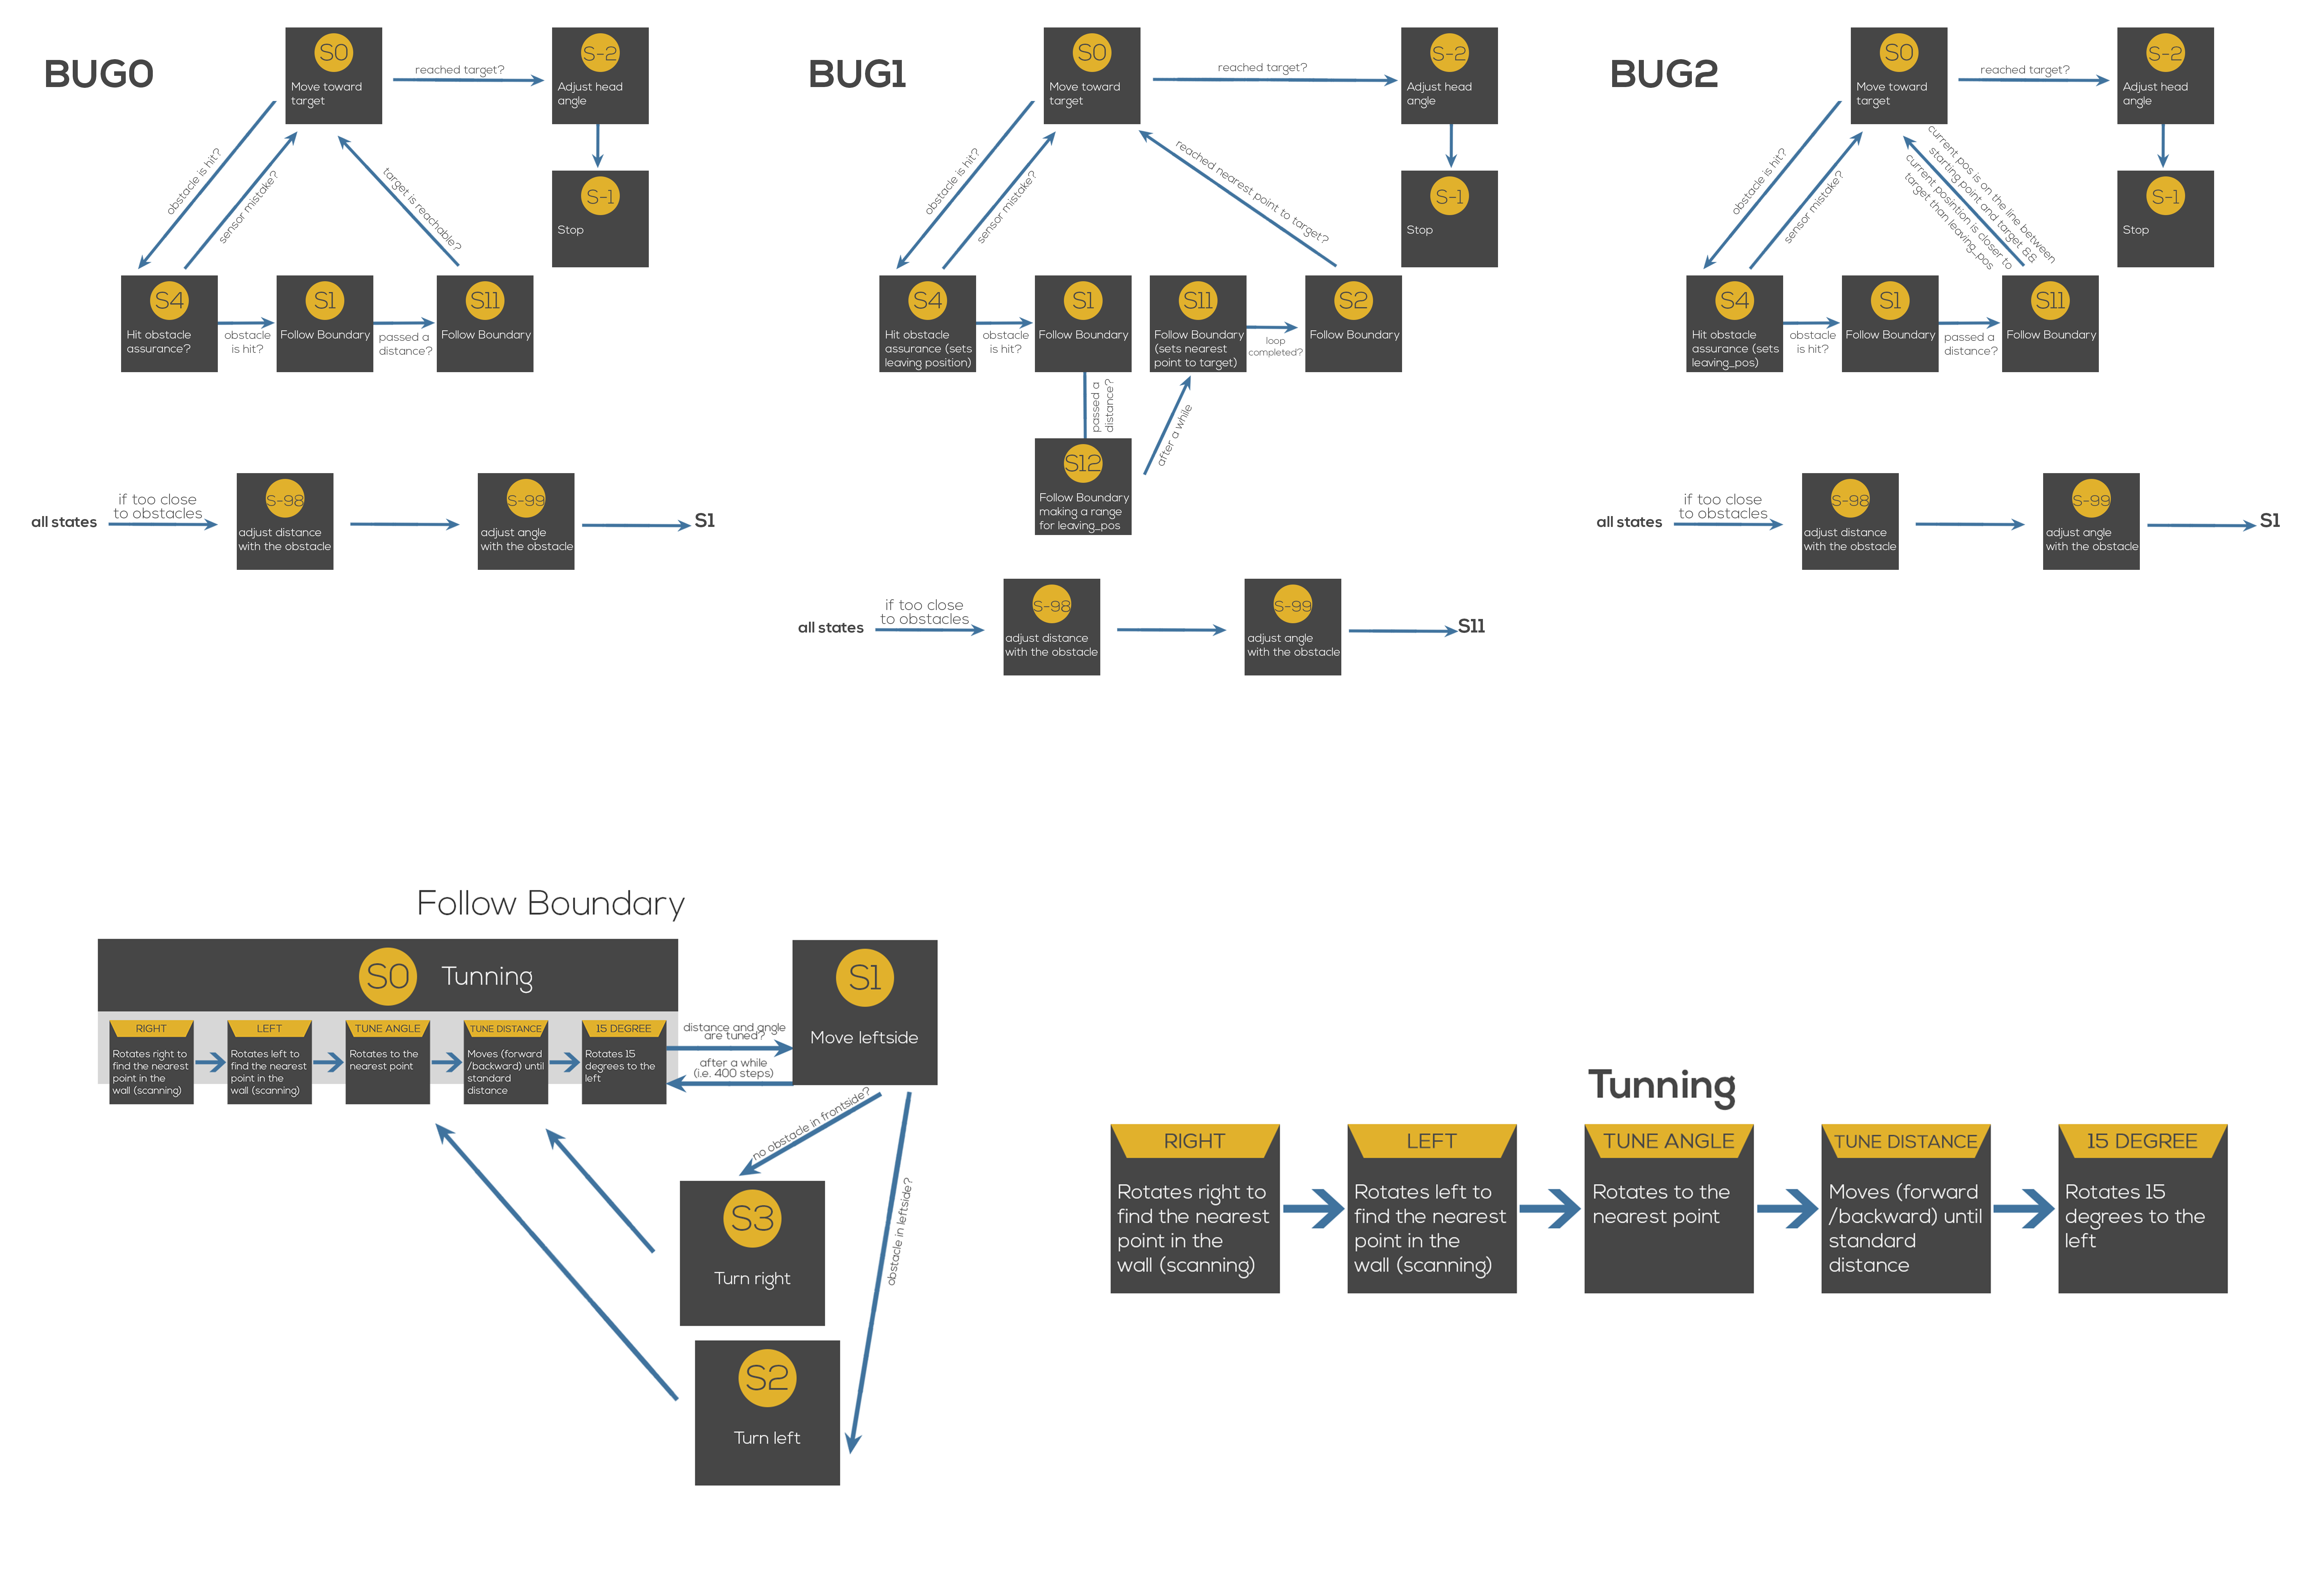 BUG0
S0
Move toward
target
reached target?
S-2
Adjust head
angle
S-1
Stop
obstacle is hit?
sensor mistake?
target is reachable?
S4
Hit obstacle
assurance?
obstacle
is hit?
S1
Follow Boundary
passed a
distance?
S11
Follow Boundary
all states
if too close
to obstacles
S-98
adjust distance
with the obstacle
S-99
adjust angle
with the obstacle
S1
BUG1
S0
Move toward
target
reached target?
S-2
Adjust head
angle
S-1
Stop
obstacle is hit?
sensor mistake?
reached nearest point to target?
S4
Hit obstacle
assurance (sets
leaving position)
obstacle
is hit?
S1
Follow Boundary
S11
Follow Boundary
(sets nearest
point to target)
loop
completed?
S2
Follow Boundary
passed a
distance?
after a while
S12
Follow Boundary
making a range
for leaving_pos
all states
if too close
to obstacles
S-98
adjust distance
with the obstacle
S-99
adjust angle
with the obstacle
S11
BUG2
S0
Move toward
target
reached target?
S-2
Adjust head
angle
S-1
Stop
obstacle is hit?
sensor mistake?
current pos is on the line between
starting point and target &&
current posintion is closer to
target than leaving_pos
S4
Hit obstacle
assurance (sets
leaving_pos)
obstacle
is hit?
S1
Follow Boundary
passed a
distance?
S11
Follow Boundary
all states
if too close
to obstacles
S-98
adjust distance
with the obstacle
S-99
adjust angle
with the obstacle
S1
Follow Boundary
S0 Tunning
RIGHT
Rotates right to
find the nearest
point in the
wall (scanning)
LEFT
Rotates left to
find the nearest
point in the
wall (scanning)
TUNE ANGLE
Rotates to the
nearest point
TUNE DISTANCE
Moves (forward
/backward) until
standard
distance
15 DEGREE
Rotates 15
degrees to the
left
distance and angle
are tuned?
after a while
(i.e. 400 steps)
S1
Move leftside
no obstacle in frontside?
obstacle in leftside?
S3
Turn right
S2
Turn left
Tunning
RIGHT
Rotates right to
find the nearest
point in the
wall (scanning)
LEFT
Rotates left to
find the nearest
point in the
wall (scanning)
TUNE ANGLE
Rotates to the
nearest point
TUNE DISTANCE
Moves (forward
/backward) until
standard
distance
15 DEGREE
Rotates 15
degrees to the
left